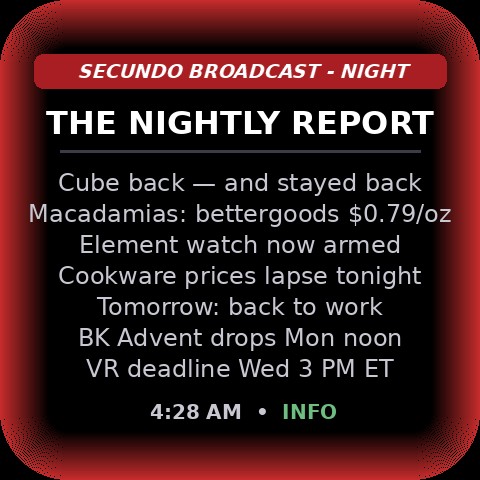 SECUNDO BROADCAST - NIGHT
THE NIGHTLY REPORT
Cube back — and stayed back
Macadamias: bettergoods $0.79/oz
Element watch now armed
Cookware prices lapse tonight
Tomorrow: back to work
BK Advent drops Mon noon
VR deadline Wed 3 PM ET
4:28 AM • INFO